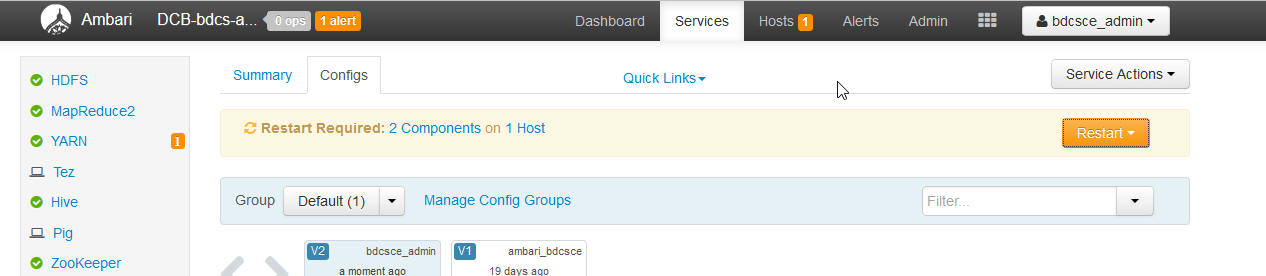 Ambari DCB-bdcs-a... 0 ops 1 alert Dashboard Services Hosts 1 Alerts Admin bdcsce_admin
HDFS
MapReduce2
YARN 1
Tez
Hive
Pig
ZooKeeper
Summary Configs Quick Links Service Actions
Restart Required: 2 Components on 1 Host Restart
Group Default (1) Manage Config Groups Filter...
V2 bdcsce_admin
a moment ago
V1 ambari_bdcsce
19 days ago